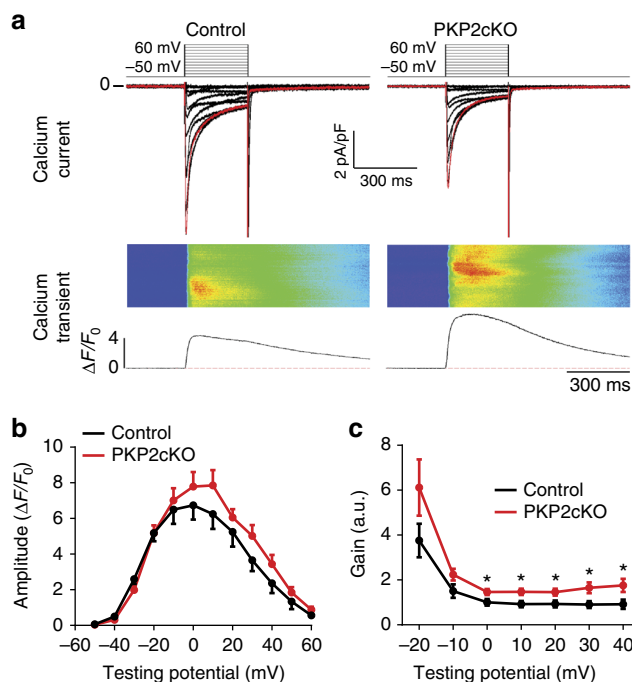 a
Control
PKP2cKO
60 mV
–50 mV
60 mV
–50 mV
0
Calcium
current
2 pA/pF
300 ms
Calcium
transient
4
ΔF/F0
300 ms
b
Control
PKP2cKO
Amplitude (ΔF/F0)
10
8
6
4
2
0
–60 –40 –20 0 20 40 60
Testing potential (mV)
c
Control
PKP2cKO
Gain (a.u.)
8
6
4
2
0
* * * * *
–20 –10 0 10 20 30 40
Testing potential (mV)